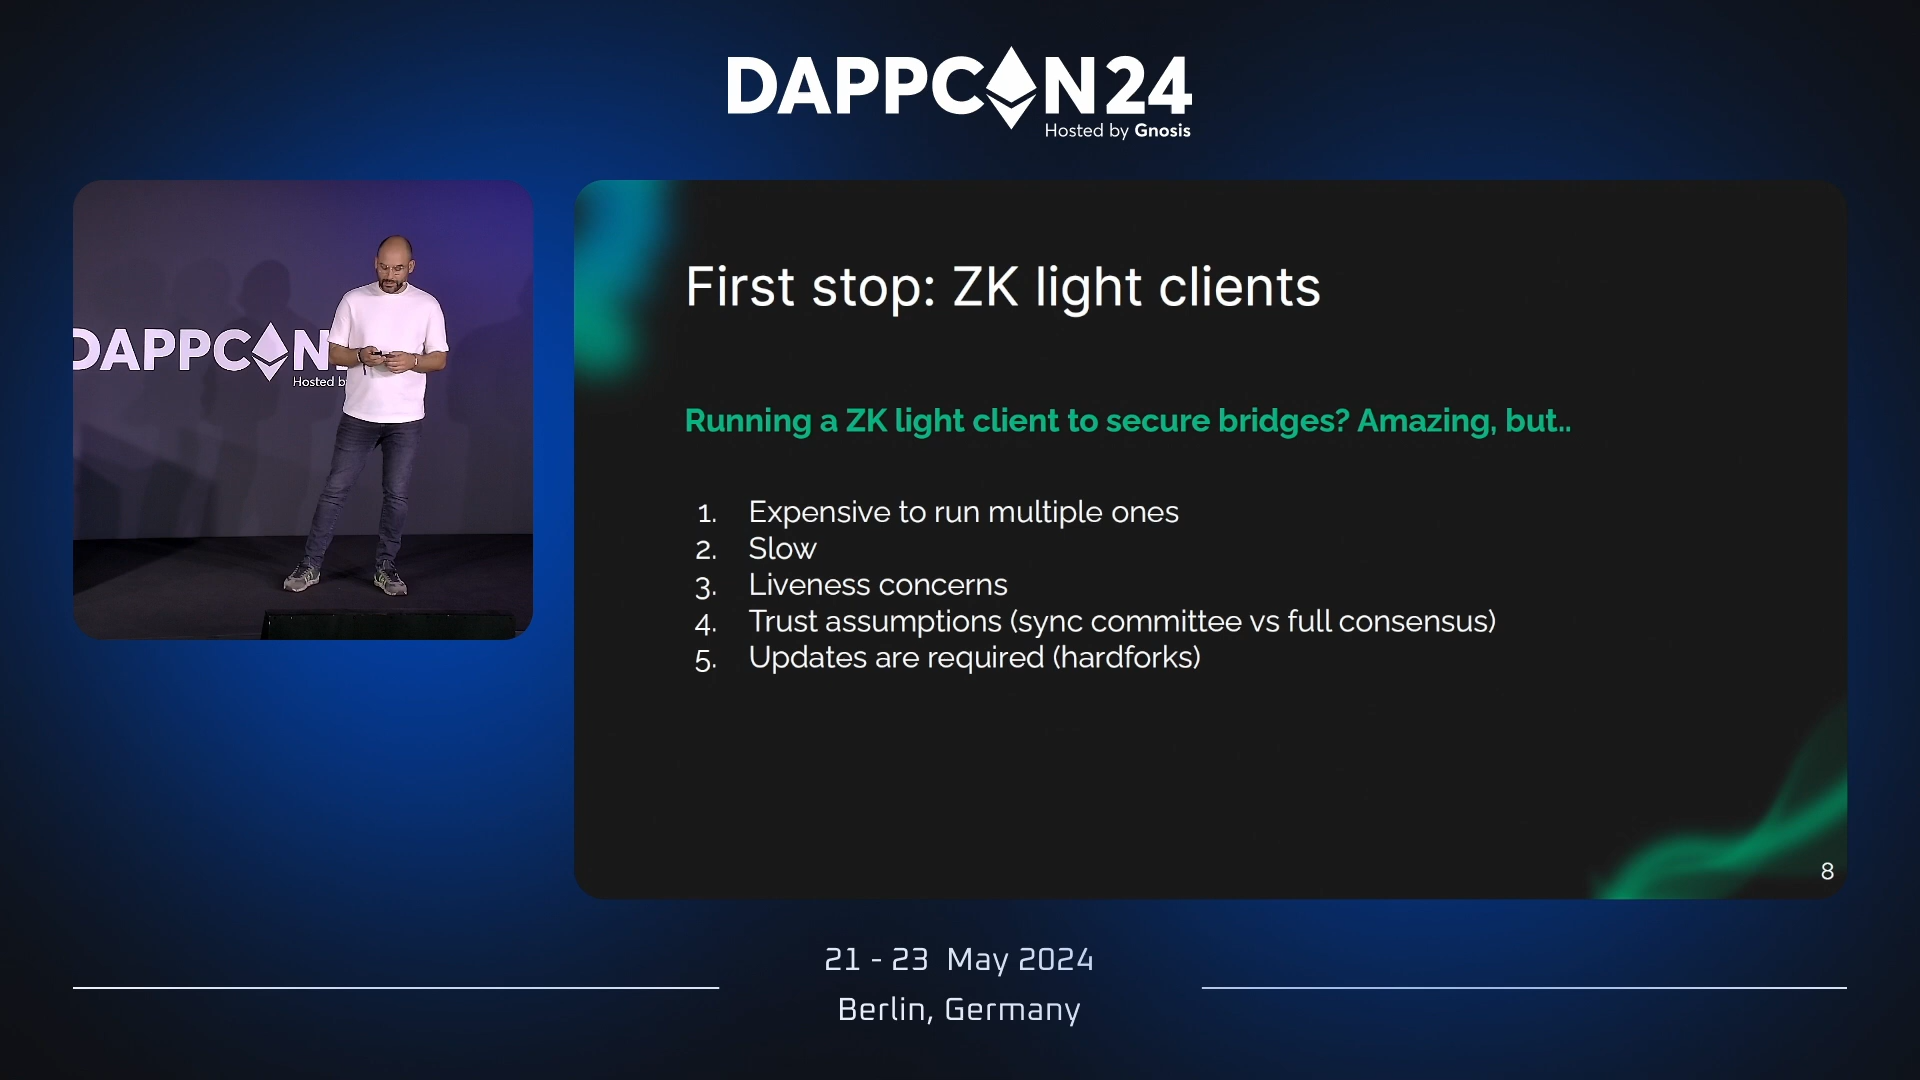 DAPPCON24
Hosted by Gnosis
DAPPCON
Hosted b
First stop: ZK light clients
Running a ZK light client to secure bridges? Amazing, but..
1. Expensive to run multiple ones
2. Slow
3. Liveness concerns
4. Trust assumptions (sync committee vs full consensus)
5. Updates are required (hardforks)
8
21 - 23 May 2024
Berlin, Germany